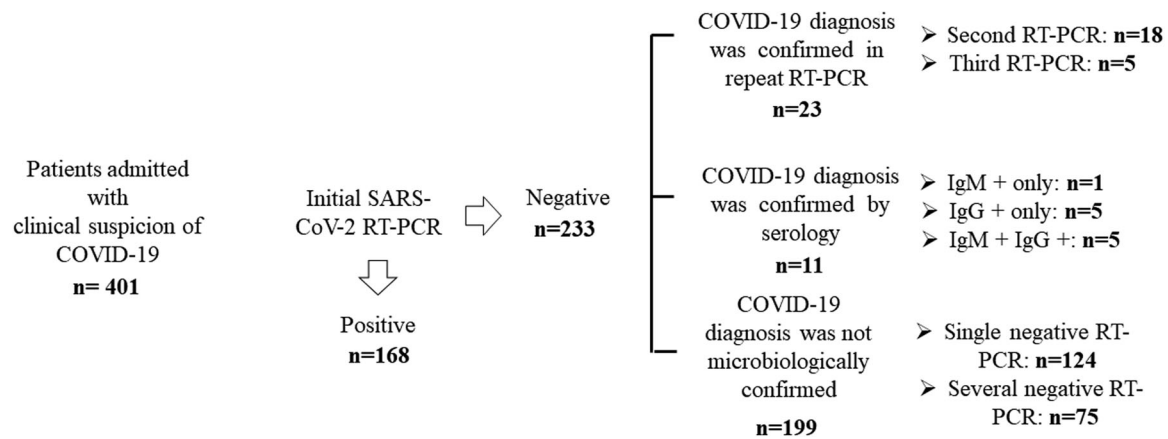 Patients admitted
with
clinical suspicion of
COVID-19
n= 401
Initial SARS-
CoV-2 RT-PCR
Positive
n=168
Negative
n=233
COVID-19 diagnosis
was confirmed in
repeat RT-PCR
n=23
➤ Second RT-PCR: n=18
➤ Third RT-PCR: n=5
COVID-19 diagnosis
was confirmed by
serology
n=11
➤ IgM + only: n=1
➤ IgG + only: n=5
➤ IgM + IgG +: n=5
COVID-19
diagnosis was not
microbiologically
confirmed
n=199
➤ Single negative RT-
PCR: n=124
➤ Several negative RT-
PCR: n=75